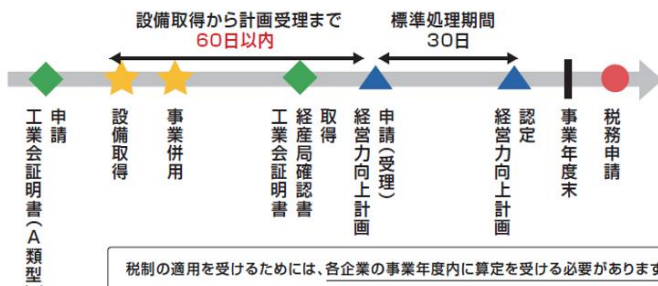 設備取得から計画受理まで
60日以内
標準処理期間
30日
申請
工業会証明書(A類型
設備取得
事業併用
取得
経産局確認書
工業会証明書
申請(受理)
経営力向上計画
認定
経営力向上計画
事業年度末
税務申請
税制の適用を受けるためには、各企業の事業年度内に算定を受ける必要があります